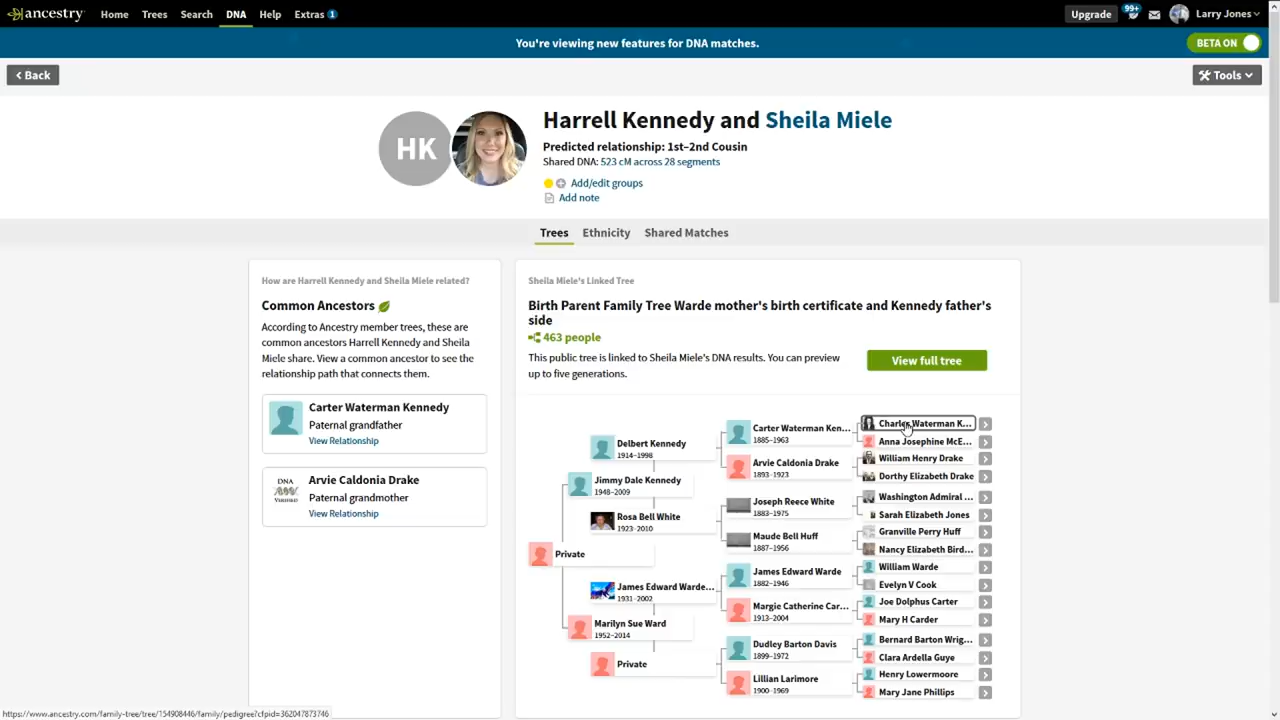 ancestry Home Trees Search DNA Help Extras 1 Upgrade 99+ Larry Jones
You're viewing new features for DNA matches. BETA ON
Back Tools
HK
Harrell Kennedy and Sheila Miele
Predicted relationship: 1st–2nd Cousin
Shared DNA: 523 cM across 28 segments
Add/edit groups
Add note
Trees Ethnicity Shared Matches
How are Harrell Kennedy and Sheila Miele related?
Common Ancestors
According to Ancestry member trees, these are
common ancestors Harrell Kennedy and Sheila
Miele share. View a common ancestor to see the
relationship path that connects them.
Carter Waterman Kennedy
Paternal grandfather
View Relationship
DNA
VERIFIED
Arvie Caldonia Drake
Paternal grandmother
View Relationship
Sheila Miele's Linked Tree
Birth Parent Family Tree Warde mother's birth certificate and Kennedy father's
side
463 people
This public tree is linked to Sheila Miele's DNA results. You can preview
up to five generations.
View full tree
Private
Jimmy Dale Kennedy
1948–2009
Marilyn Sue Ward
1952–2014
Delbert Kennedy
1914–1998
Rosa Bell White
1923–2010
James Edward Warde...
1931–2002
Private
Carter Waterman Ken...
1885–1963
Arvie Caldonia Drake
1893–1923
Joseph Reece White
1883–1975
Maude Bell Huff
1887–1956
James Edward Warde
1882–1946
Margie Catherine Car...
1913–2004
Dudley Barton Davis
1899–1972
Lillian Larimore
1900–1969
Charles Waterman K...
Anna Josephine McE...
William Henry Drake
Dorthy Elizabeth Drake
Washington Admiral ...
Sarah Elizabeth Jones
Granville Perry Huff
Nancy Elizabeth Bird...
William Warde
Evelyn V Cook
Joe Dolphus Carter
Mary H Carder
Bernard Barton Wrig...
Clara Ardella Guye
Henry Lowermoore
Mary Jane Phillips
https://www.ancestry.com/family-tree/tree/154908446/family/pedigree?cfpid=362047873746